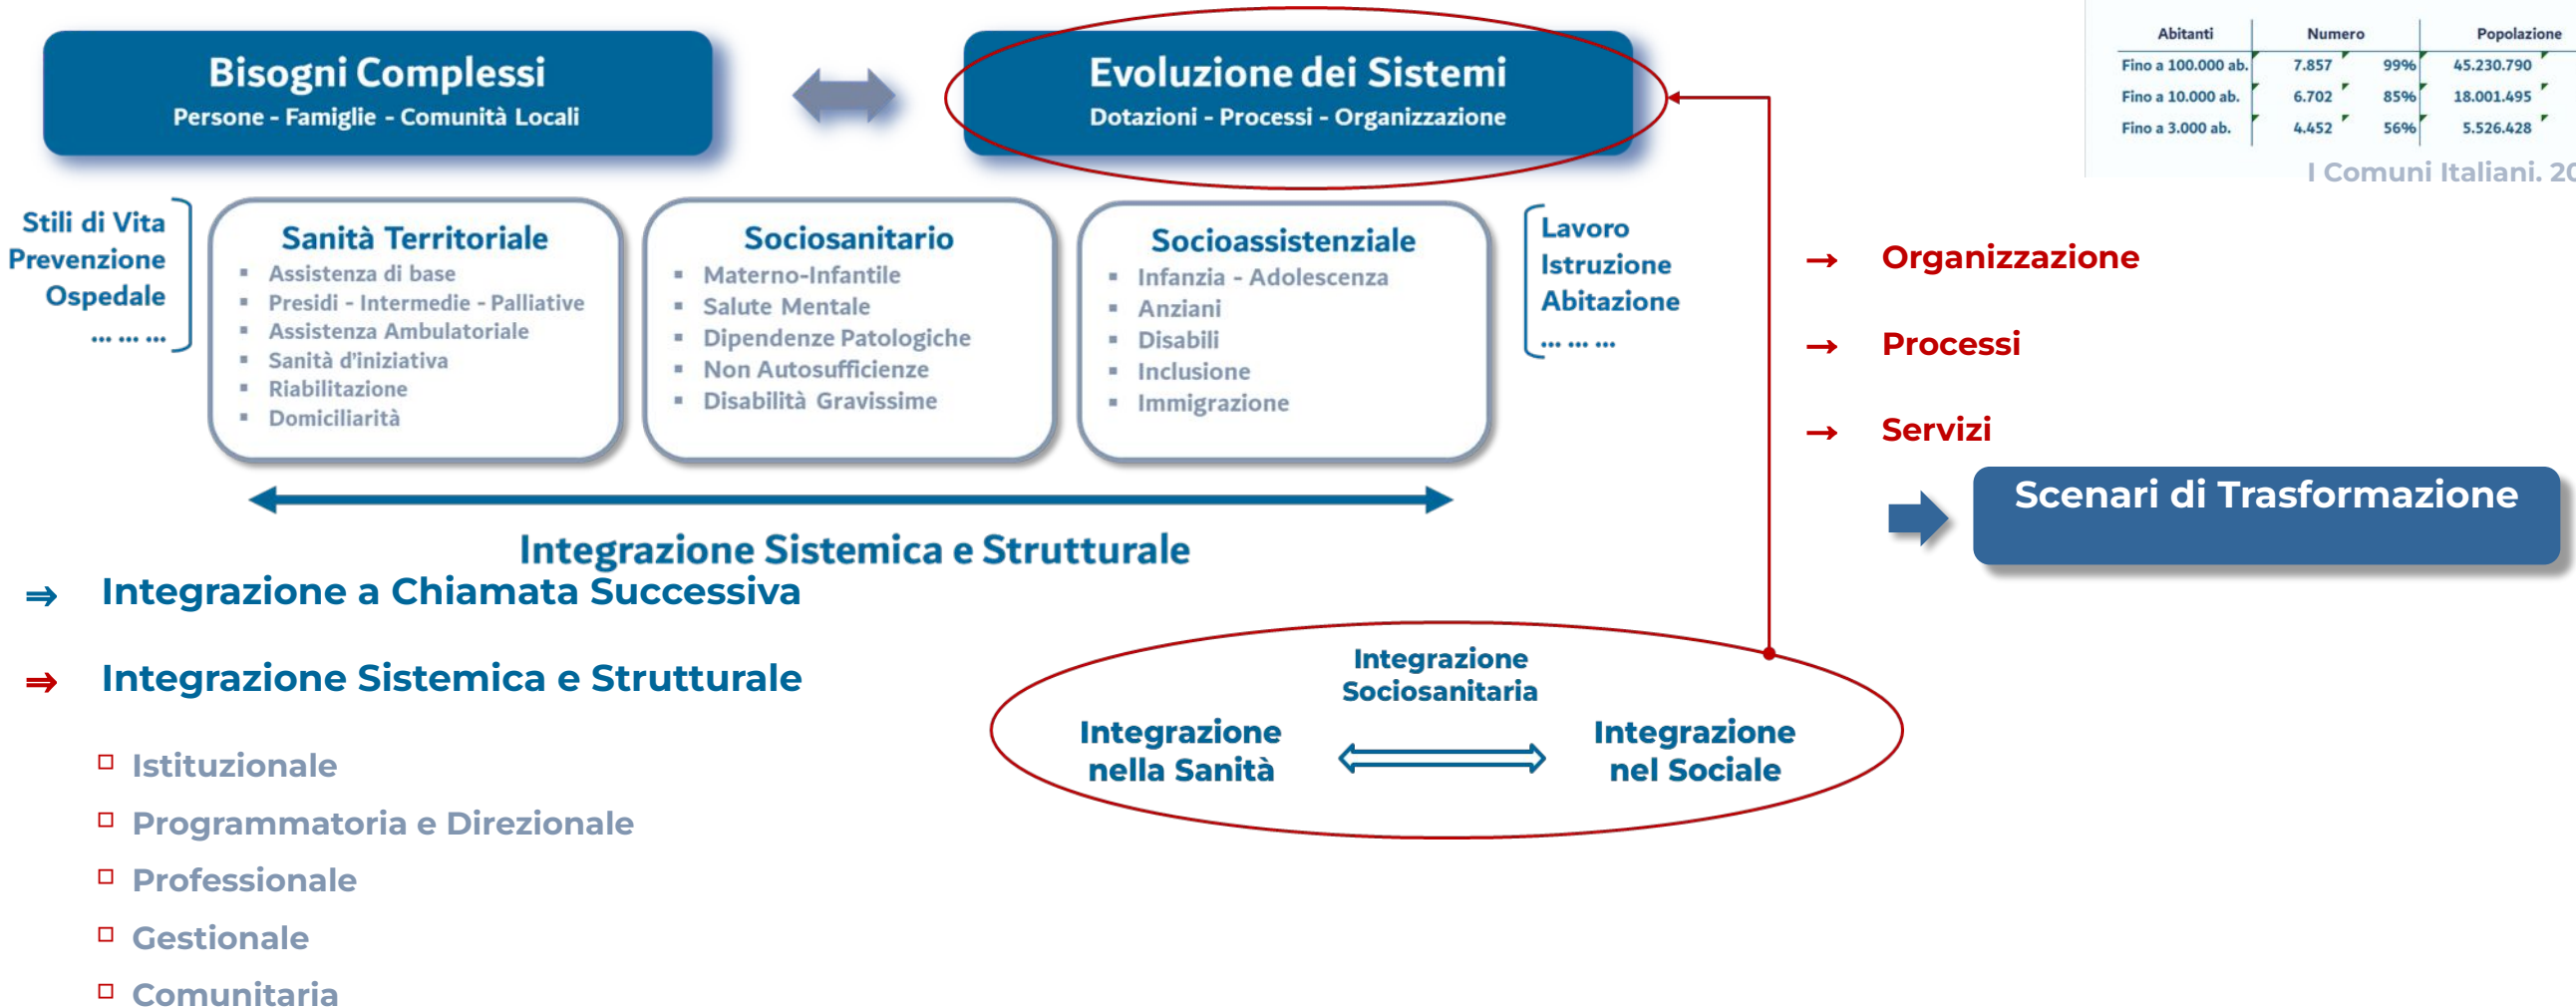 Bisogni Complessi
Persone - Famiglie - Comunità Locali
Evoluzione dei Sistemi
Dotazioni - Processi - Organizzazione
Abitanti Numero Popolazione
Fino a 100.000 ab. 7.857 99% 45.230.790
Fino a 10.000 ab. 6.702 85% 18.001.495
Fino a 3.000 ab. 4.452 56% 5.526.428
I Comuni Italiani. 20
Stili di Vita
Prevenzione
Ospedale
... ... ...
Sanità Territoriale
▪ Assistenza di base
▪ Presidi - Intermedie - Palliative
▪ Assistenza Ambulatoriale
▪ Sanità d'iniziativa
▪ Riabilitazione
▪ Domiciliarità
Sociosanitario
▪ Materno-Infantile
▪ Salute Mentale
▪ Dipendenze Patologiche
▪ Non Autosufficienze
▪ Disabilità Gravissime
Socioassistenziale
▪ Infanzia - Adolescenza
▪ Anziani
▪ Disabili
▪ Inclusione
▪ Immigrazione
Lavoro
Istruzione
Abitazione
... ... ...
→ Organizzazione
→ Processi
→ Servizi
Scenari di Trasformazione
Integrazione Sistemica e Strutturale
⇒ Integrazione a Chiamata Successiva
⇒ Integrazione Sistemica e Strutturale
□ Istituzionale
□ Programmatoria e Direzionale
□ Professionale
□ Gestionale
□ Comunitaria
Integrazione
Sociosanitaria
Integrazione
nella Sanità
Integrazione
nel Sociale